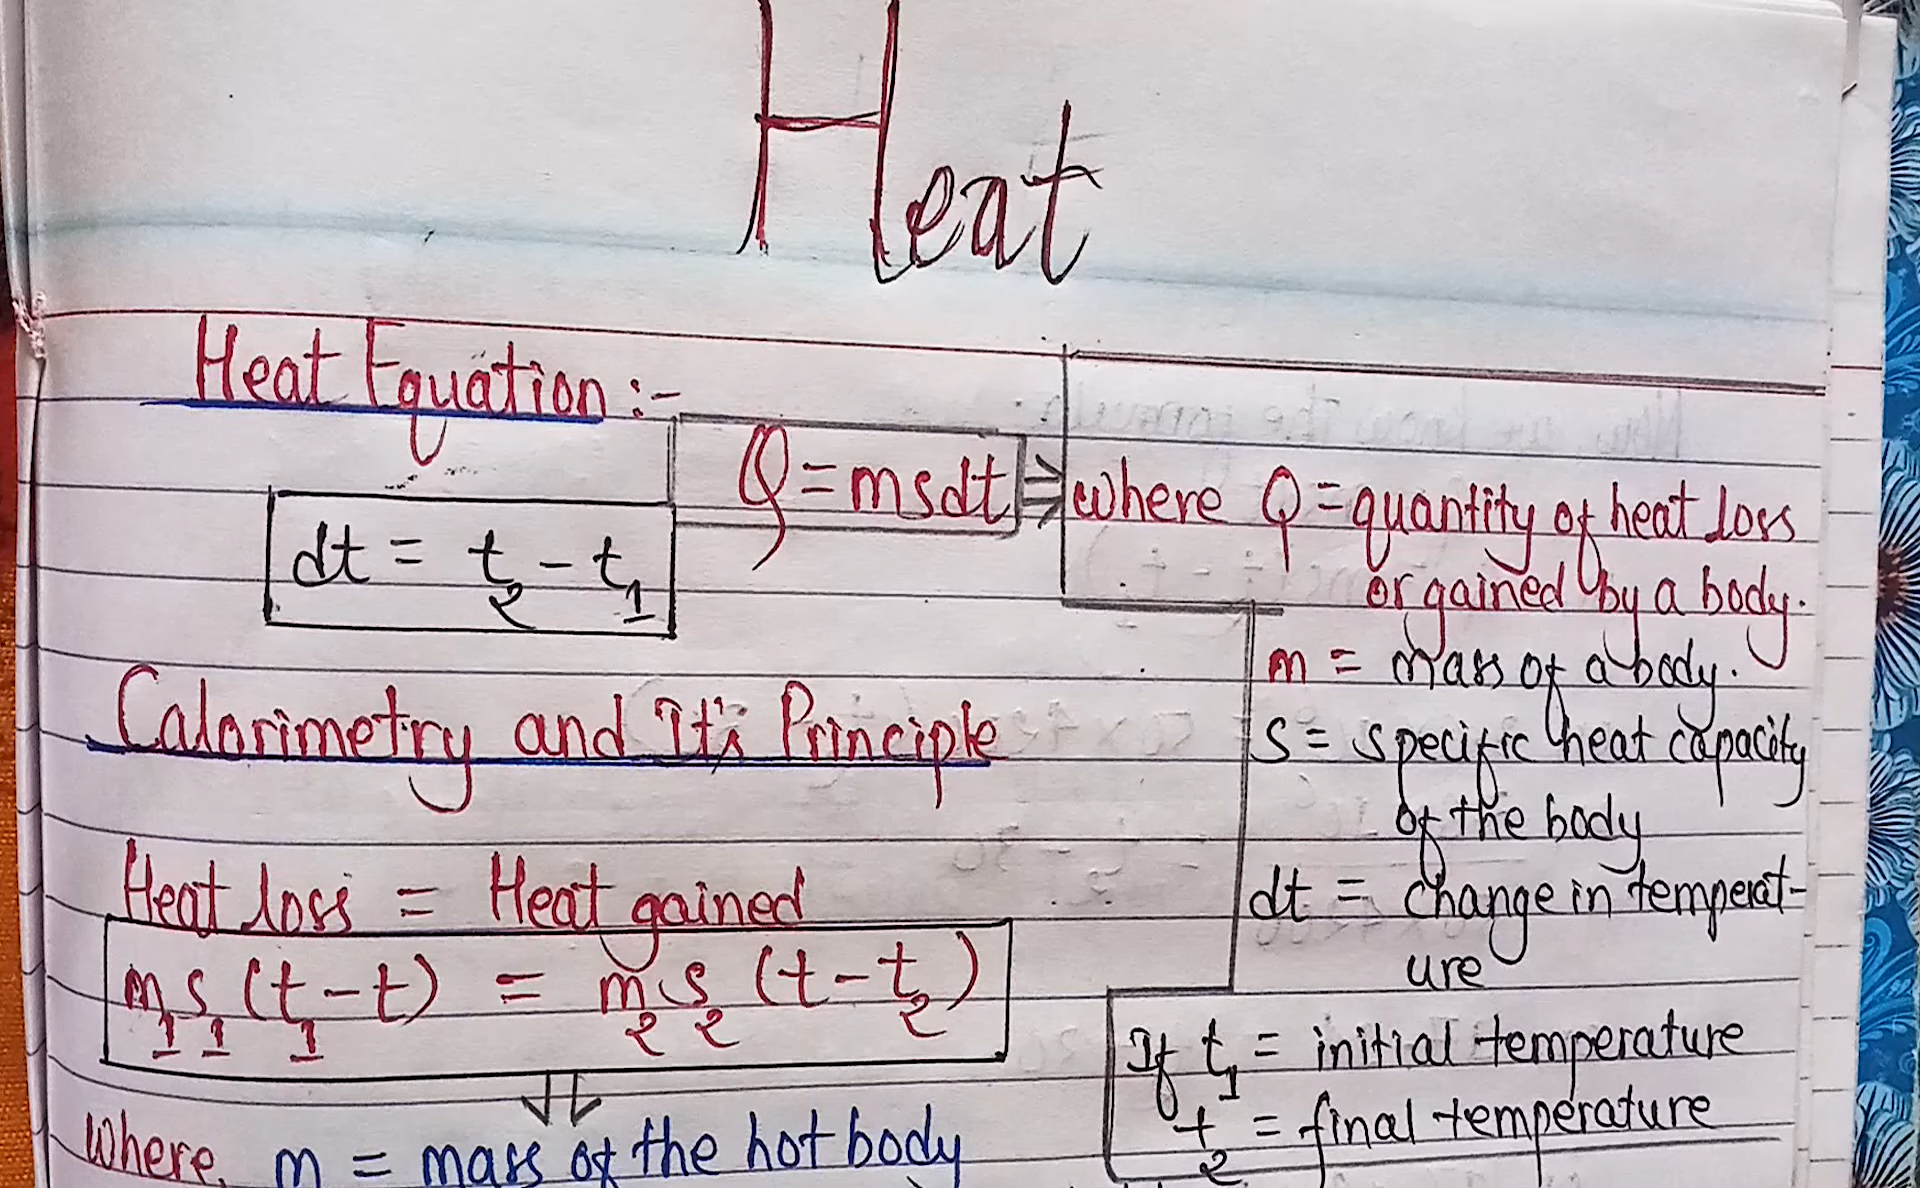 Heat
Heat Equation :-
Q = msdt ⇒
dt = t₂ - t₁
where Q = quantity of heat loss
or gained by a body.
m = mass of a body.
s = specific heat capacity
of the body
dt = change in temperat-
ure
If t₁ = initial temperature
t₂ = final temperature
Calorimetry and It's Principle
Heat loss = Heat gained
m₁s₁ (t₁-t) = m₂s₂ (t-t₂)
where, m = mass of the hot body